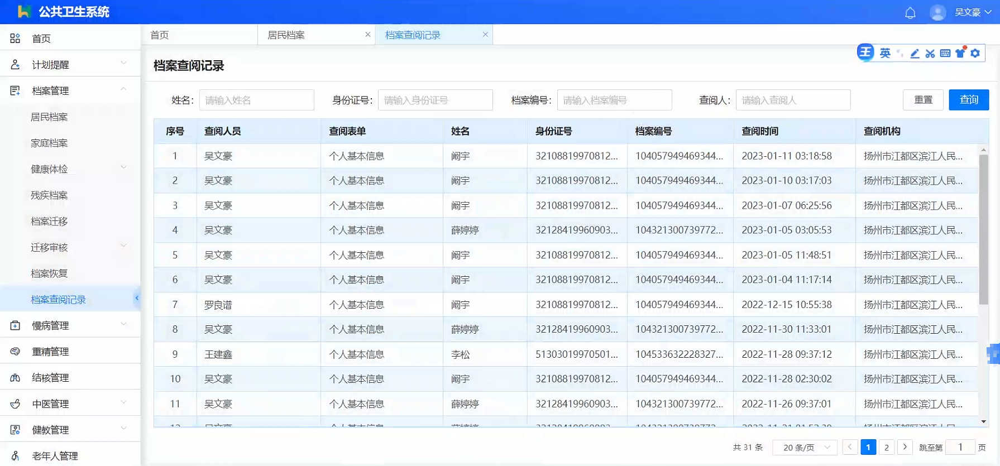 公共卫生系统
吴文豪
首页
计划提醒
档案管理
居民档案
家庭档案
健康体检
残疾档案
档案迁移
迁移审核
档案恢复
档案查阅记录
慢病管理
重精管理
结核管理
中医管理
健教管理
老年人管理
首页 居民档案 × 档案查阅记录 ×
王 英
档案查阅记录
姓名: 请输入姓名 身份证号: 请输入身份证号 档案编号: 请输入档案编号 查阅人: 请输入查阅人 重置 查询
序号 查阅人员 查阅表单 姓名 身份证号 档案编号 查阅时间 查阅机构
1 吴文豪 个人基本信息 阚宇 32108819970812... 104057949469344... 2023-01-11 03:18:58 扬州市江都区滨江人民...
2 吴文豪 个人基本信息 阚宇 32108819970812... 104057949469344... 2023-01-10 03:17:03 扬州市江都区滨江人民...
3 吴文豪 个人基本信息 阚宇 32108819970812... 104057949469344... 2023-01-07 06:25:56 扬州市江都区滨江人民...
4 吴文豪 个人基本信息 薛婷婷 32128419960903... 104321300739772... 2023-01-05 03:05:53 扬州市江都区滨江人民...
5 吴文豪 个人基本信息 阚宇 32108819970812... 104057949469344... 2023-01-05 11:48:51 扬州市江都区滨江人民...
6 吴文豪 个人基本信息 阚宇 32108819970812... 104057949469344... 2023-01-04 11:17:14 扬州市江都区滨江人民...
7 罗良谱 个人基本信息 阚宇 32108819970812... 104057949469344... 2022-12-15 10:55:38 扬州市江都区滨江人民...
8 吴文豪 个人基本信息 薛婷婷 32128419960903... 104321300739772... 2022-11-30 11:33:01 扬州市江都区滨江人民...
9 王建鑫 个人基本信息 李松 51303019970501... 104533632228327... 2022-11-28 09:37:12 扬州市江都区滨江人民...
10 吴文豪 个人基本信息 阚宇 32108819970812... 104057949469344... 2022-11-28 02:30:02 扬州市江都区滨江人民...
11 吴文豪 个人基本信息 薛婷婷 32128419960903... 104321300739772... 2022-11-26 09:37:01 扬州市江都区滨江人民...
共 31 条 20 条/页 1 2 跳至第 1 页